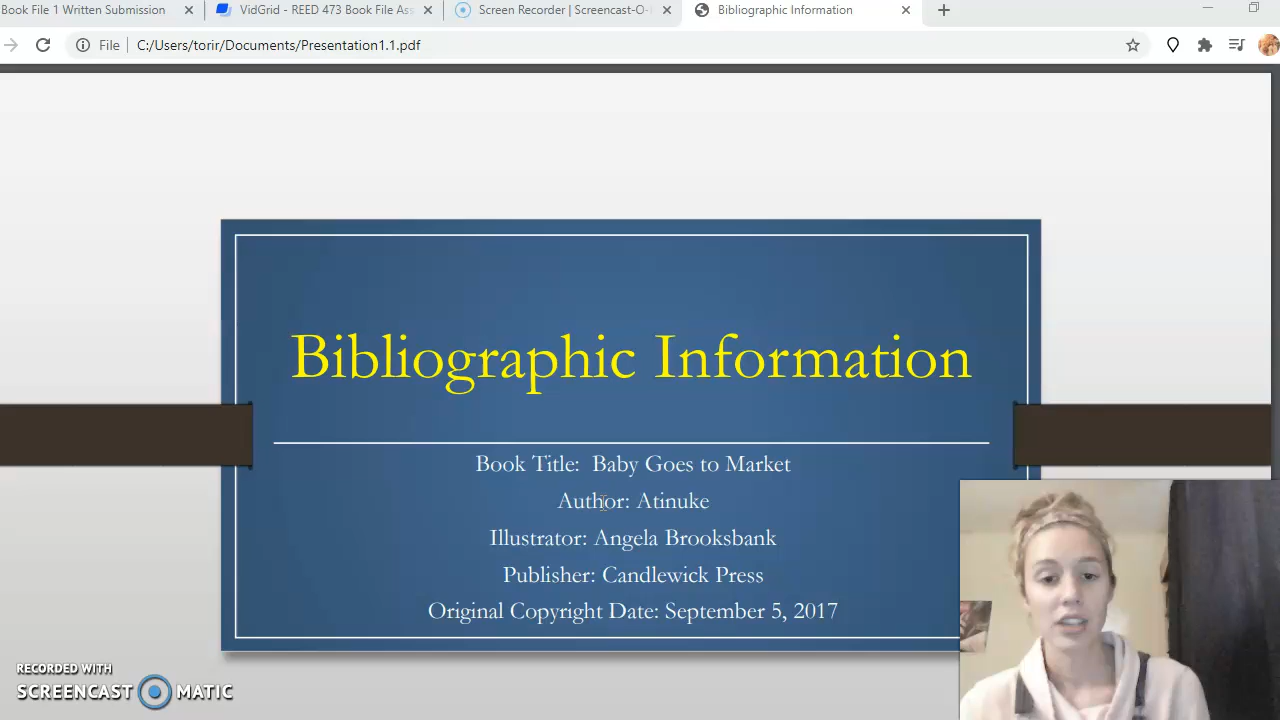 Book File 1 Written Submission
VidGrid - REED 473 Book File Ass
Screen Recorder | Screencast-O-
Bibliographic Information
File
C:/Users/torir/Documents/Presentation1.1.pdf
Bibliographic Information
Book Title: Baby Goes to Market
Author: Atinuke
Illustrator: Angela Brooksbank
Publisher: Candlewick Press
Original Copyright Date: September 5, 2017
RECORDED WITH
SCREENCAST MATIC